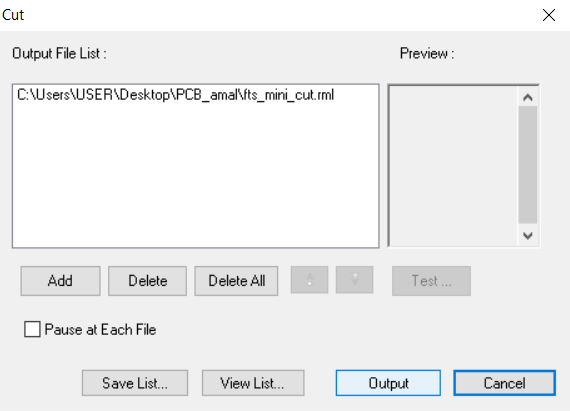 Cut
Output File List :
Preview :
C:\Users\USER\Desktop\PCB_amal\fts_mini_cut.rml
Add
Delete
Delete All
Test ...
Pause at Each File
Save List...
View List...
Output
Cancel